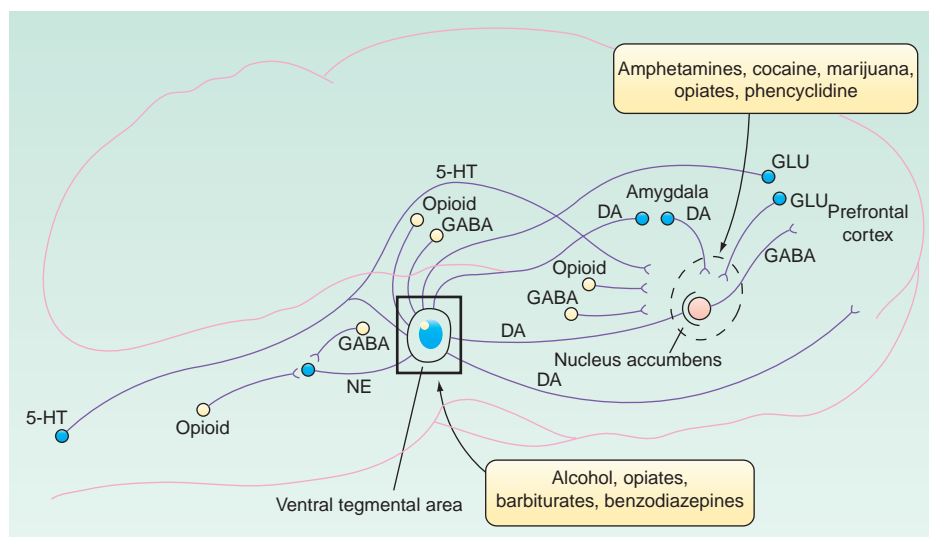 Amphetamines, cocaine, marijuana,
opiates, phencyclidine
5-HT
GLU
Opioid
GABA
Amygdala
DA
DA
GLU
Prefrontal
cortex
GABA
Opioid
GABA
GABA
DA
Nucleus accumbens
NE
DA
5-HT
Opioid
Ventral tegmental area
Alcohol, opiates,
barbiturates, benzodiazepines